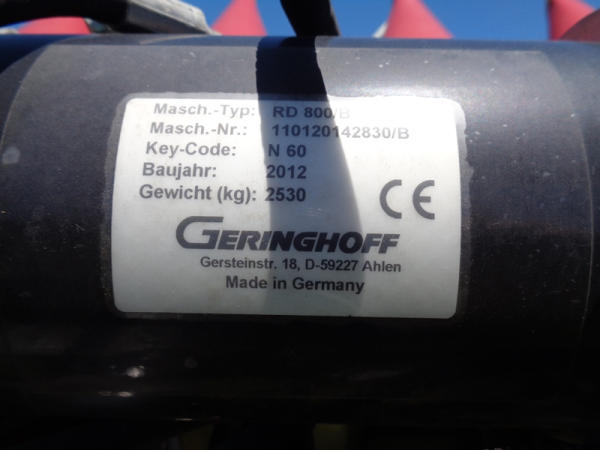 Masch.-Typ: RD 800/B
Masch.-Nr.: 110120142830/B
Key-Code: N 60
Baujahr: 2012
Gewicht (kg): 2530
CE
GERINGHOFF
Gersteinstr. 18, D-59227 Ahlen
Made in Germany